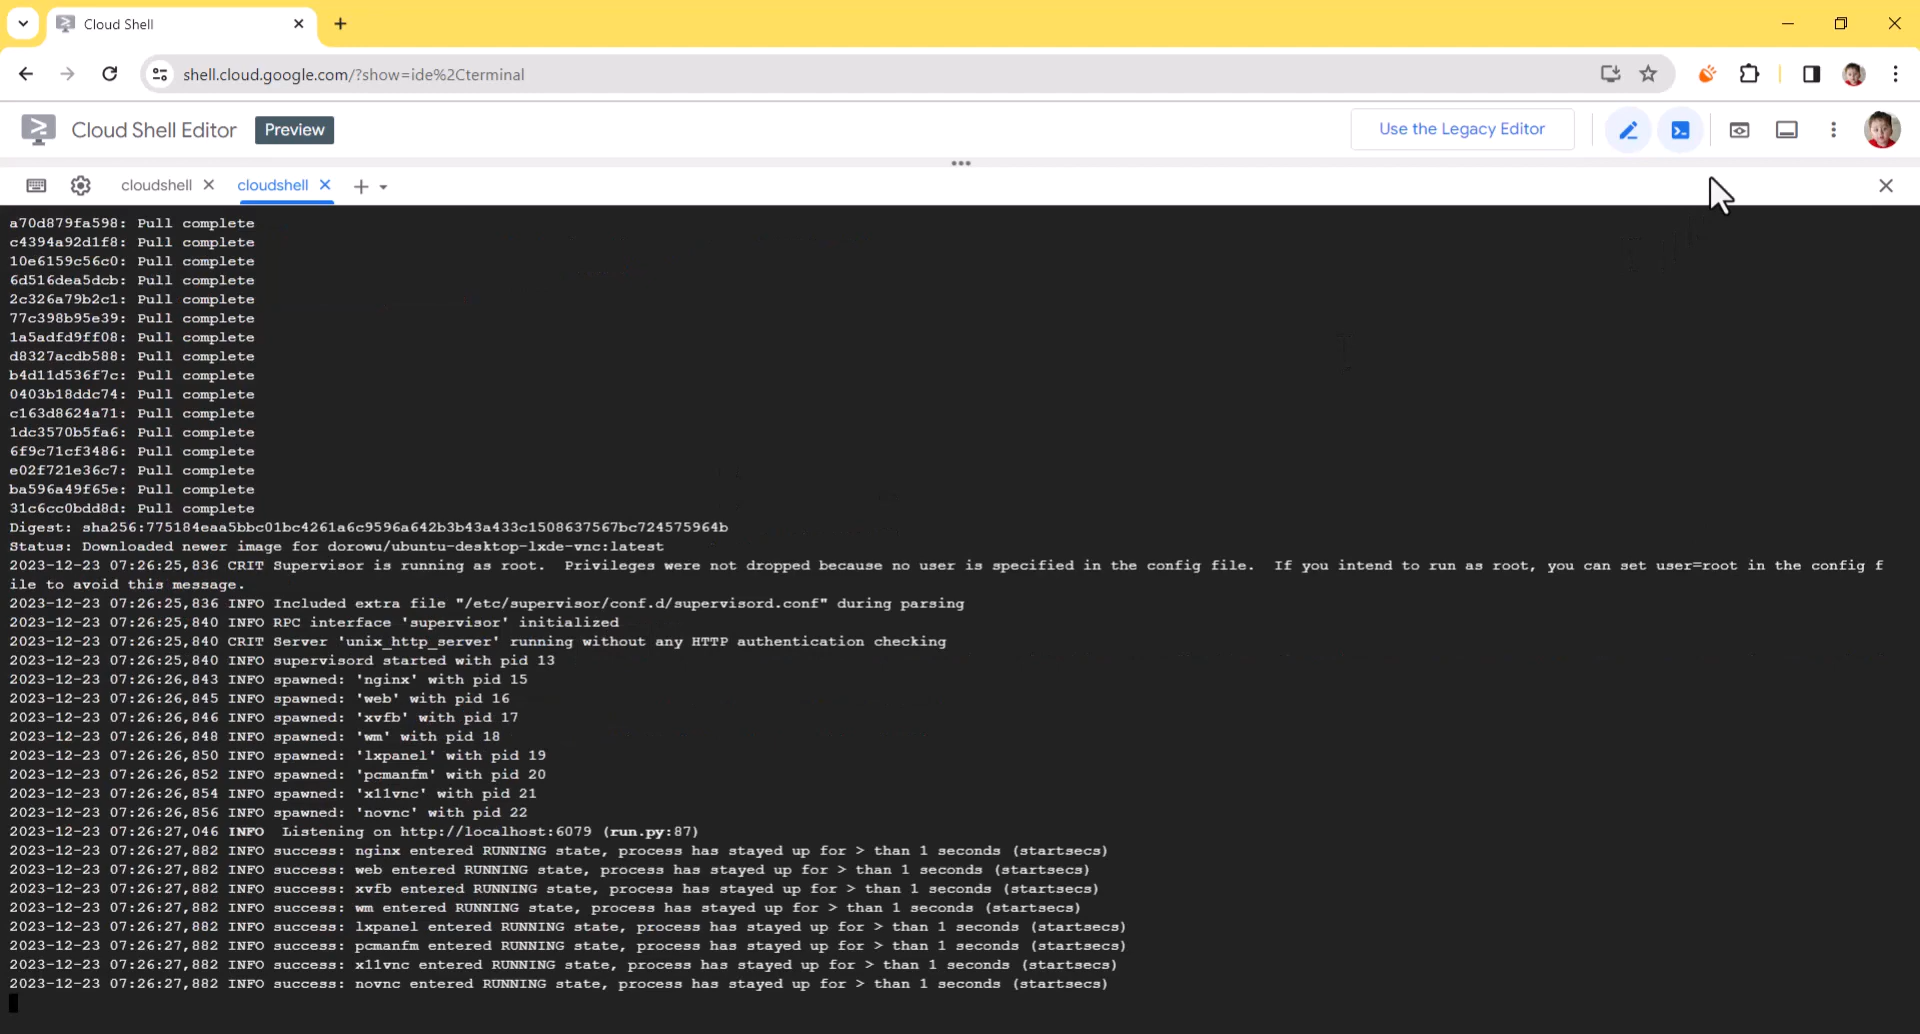 Cloud Shell
shell.cloud.google.com/?show=ide%2Cterminal
Cloud Shell Editor Preview Use the Legacy Editor
cloudshell cloudshell
a70d879fa598: Pull complete
c4394a92d1f8: Pull complete
10e6159c56c0: Pull complete
6d516dea5dcb: Pull complete
2c326a79b2c1: Pull complete
77c398b95e39: Pull complete
1a5adfd9ff08: Pull complete
d8327acdb588: Pull complete
b4d11d536f7c: Pull complete
0403b18ddc74: Pull complete
c163d8624a71: Pull complete
1dc3570b5fa6: Pull complete
6f9c71cf3486: Pull complete
e02f721e36c7: Pull complete
ba596a49f65e: Pull complete
31c6cc0bdd8d: Pull complete
Digest: sha256:775184eaa5bbc01bc4261a6c9596a642b3b43a433c1508637567bc724575964b
Status: Downloaded newer image for dorowu/ubuntu-desktop-lxde-vnc:latest
2023-12-23 07:26:25,836 CRIT Supervisor is running as root.  Privileges were not dropped because no user is specified in the config file.  If you intend to run as root, you can set user=root in the config f
ile to avoid this message.
2023-12-23 07:26:25,836 INFO Included extra file "/etc/supervisor/conf.d/supervisord.conf" during parsing
2023-12-23 07:26:25,840 INFO RPC interface 'supervisor' initialized
2023-12-23 07:26:25,840 CRIT Server 'unix_http_server' running without any HTTP authentication checking
2023-12-23 07:26:25,840 INFO supervisord started with pid 13
2023-12-23 07:26:26,843 INFO spawned: 'nginx' with pid 15
2023-12-23 07:26:26,845 INFO spawned: 'web' with pid 16
2023-12-23 07:26:26,846 INFO spawned: 'xvfb' with pid 17
2023-12-23 07:26:26,848 INFO spawned: 'wm' with pid 18
2023-12-23 07:26:26,850 INFO spawned: 'lxpanel' with pid 19
2023-12-23 07:26:26,852 INFO spawned: 'pcmanfm' with pid 20
2023-12-23 07:26:26,854 INFO spawned: 'x11vnc' with pid 21
2023-12-23 07:26:26,856 INFO spawned: 'novnc' with pid 22
2023-12-23 07:26:27,046 INFO  Listening on http://localhost:6079 (run.py:87)
2023-12-23 07:26:27,882 INFO success: nginx entered RUNNING state, process has stayed up for > than 1 seconds (startsecs)
2023-12-23 07:26:27,882 INFO success: web entered RUNNING state, process has stayed up for > than 1 seconds (startsecs)
2023-12-23 07:26:27,882 INFO success: xvfb entered RUNNING state, process has stayed up for > than 1 seconds (startsecs)
2023-12-23 07:26:27,882 INFO success: wm entered RUNNING state, process has stayed up for > than 1 seconds (startsecs)
2023-12-23 07:26:27,882 INFO success: lxpanel entered RUNNING state, process has stayed up for > than 1 seconds (startsecs)
2023-12-23 07:26:27,882 INFO success: pcmanfm entered RUNNING state, process has stayed up for > than 1 seconds (startsecs)
2023-12-23 07:26:27,882 INFO success: x11vnc entered RUNNING state, process has stayed up for > than 1 seconds (startsecs)
2023-12-23 07:26:27,882 INFO success: novnc entered RUNNING state, process has stayed up for > than 1 seconds (startsecs)